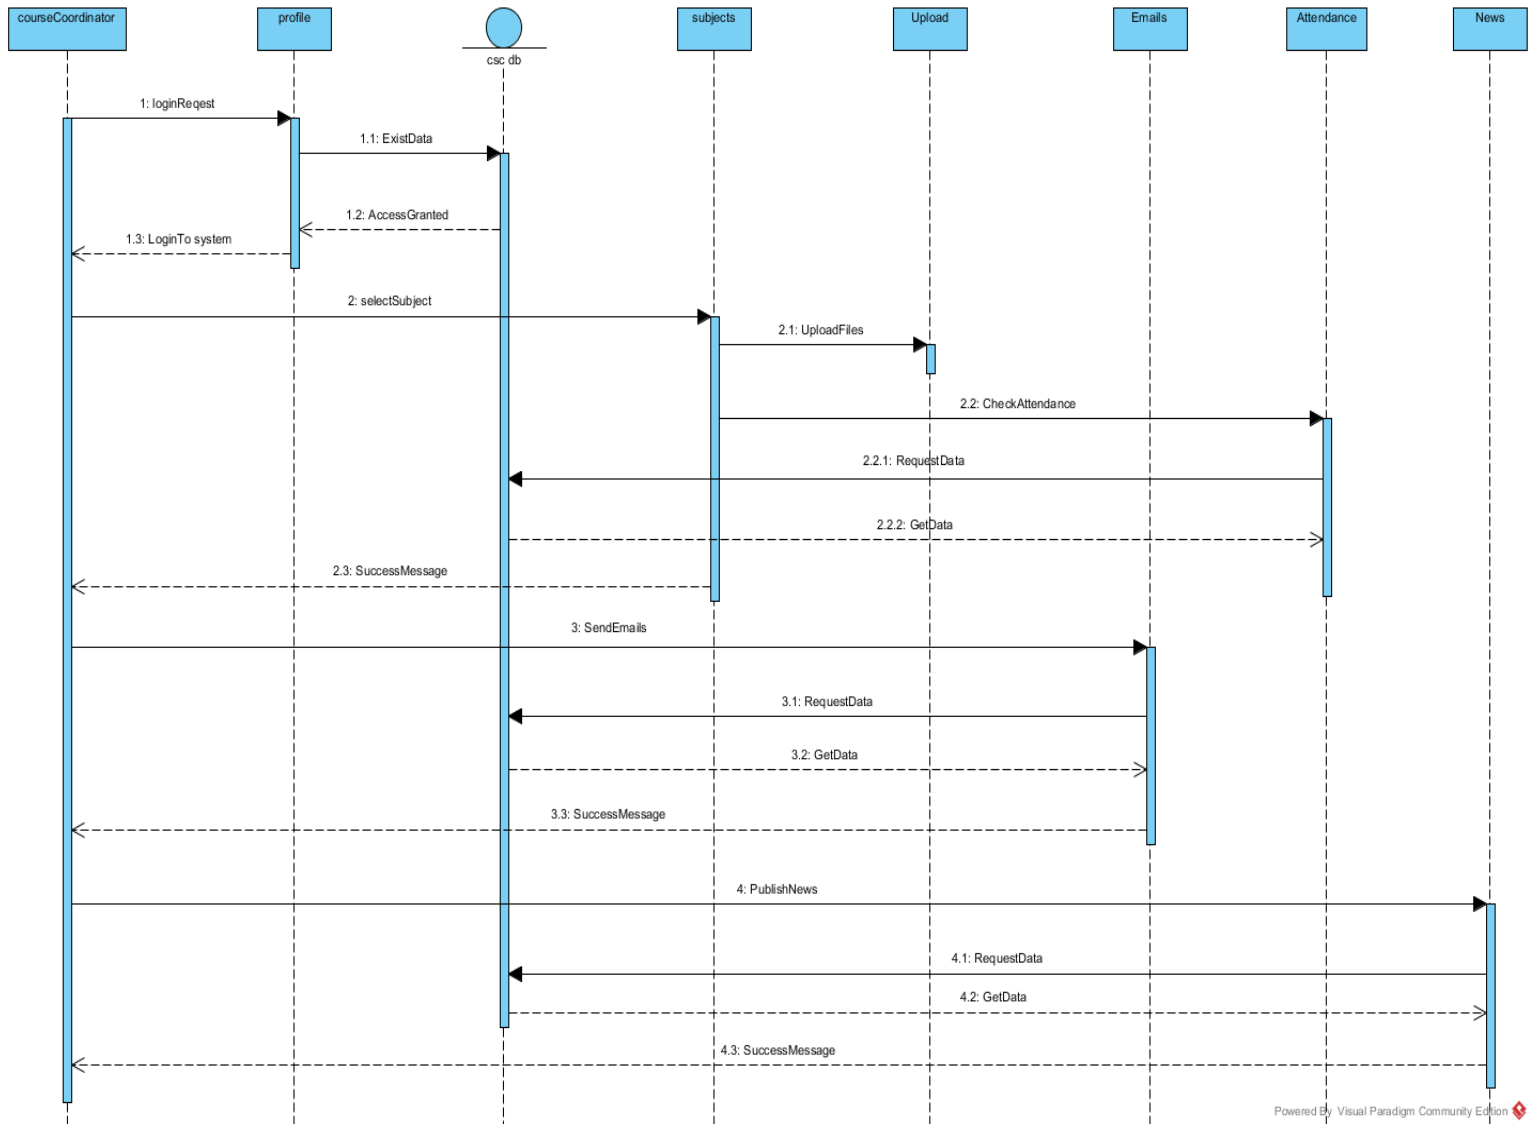 courseCoordinator
profile
csc db
subjects
Upload
Emails
Attendance
News
1: loginReqest
1.1: ExistData
1.2: AccessGranted
1.3: LoginTo system
2: selectSubject
2.1: UploadFiles
2.2: CheckAttendance
2.2.1: RequestData
2.2.2: GetData
2.3: SuccessMessage
3: SendEmails
3.1: RequestData
3.2: GetData
3.3: SuccessMessage
4: PublishNews
4.1: RequestData
4.2: GetData
4.3: SuccessMessage
Powered By Visual Paradigm Community Edition